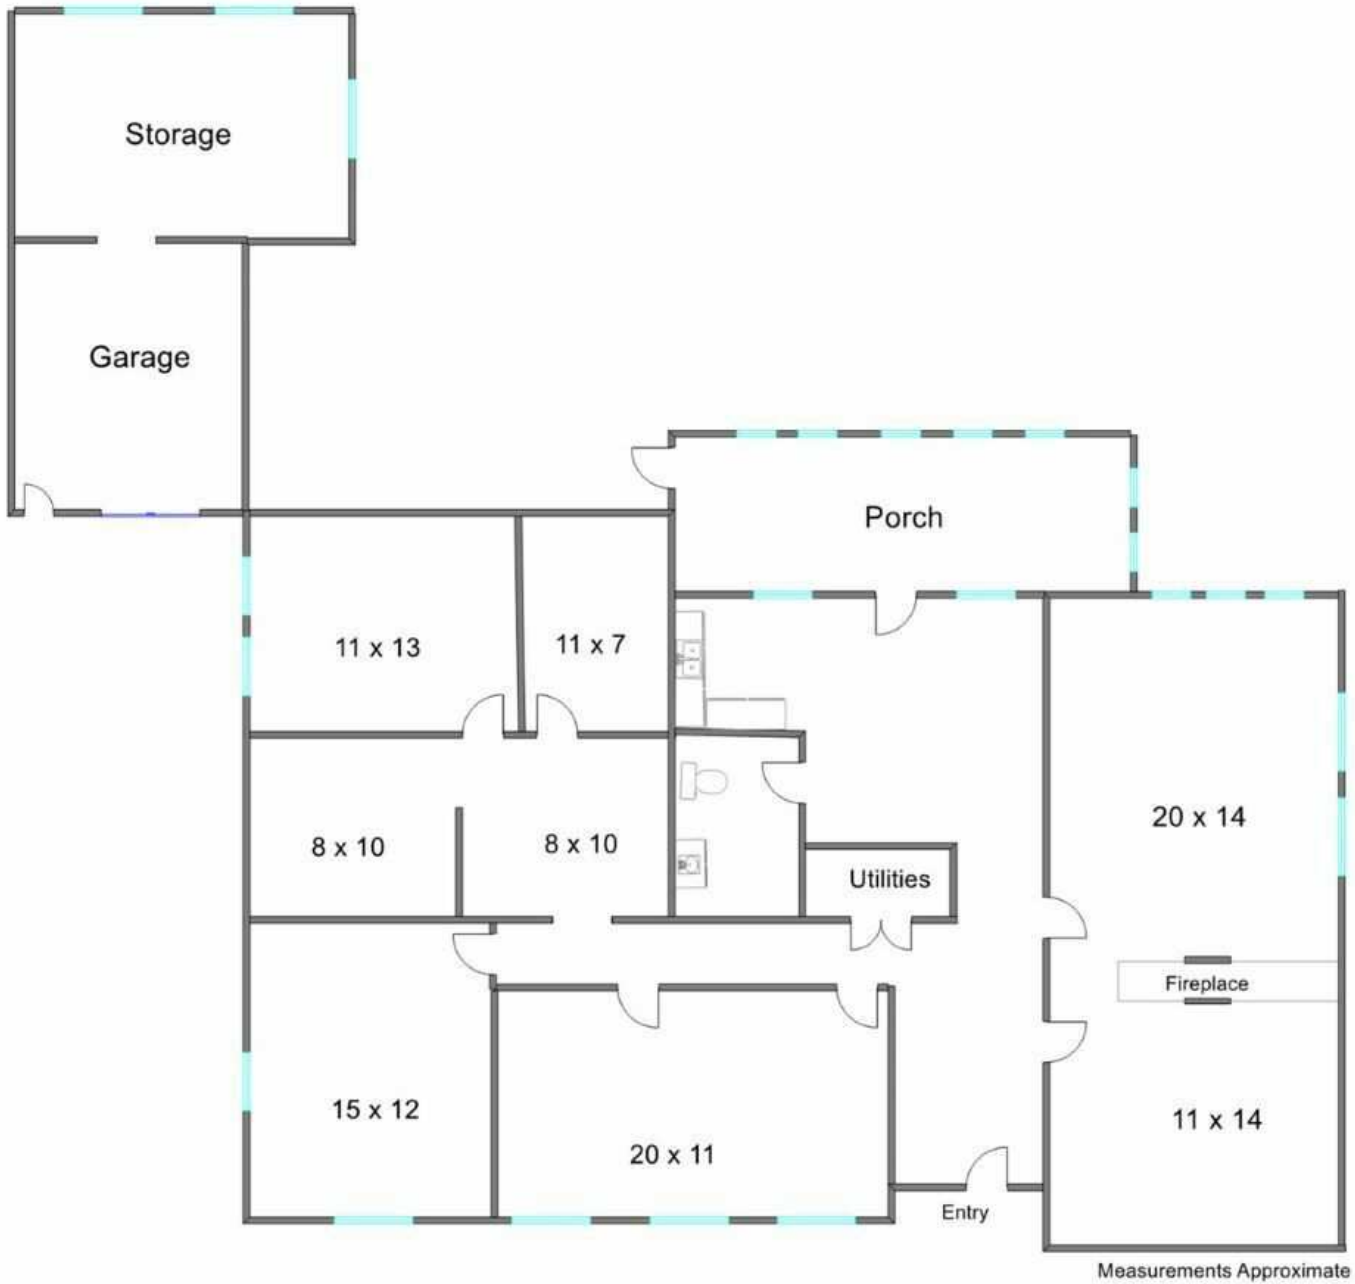 Storage
Garage
Porch
11 x 13
11 x 7
20 x 14
8 x 10
8 x 10
Utilities
Fireplace
15 x 12
11 x 14
20 x 11
Entry
Measurements Approximate